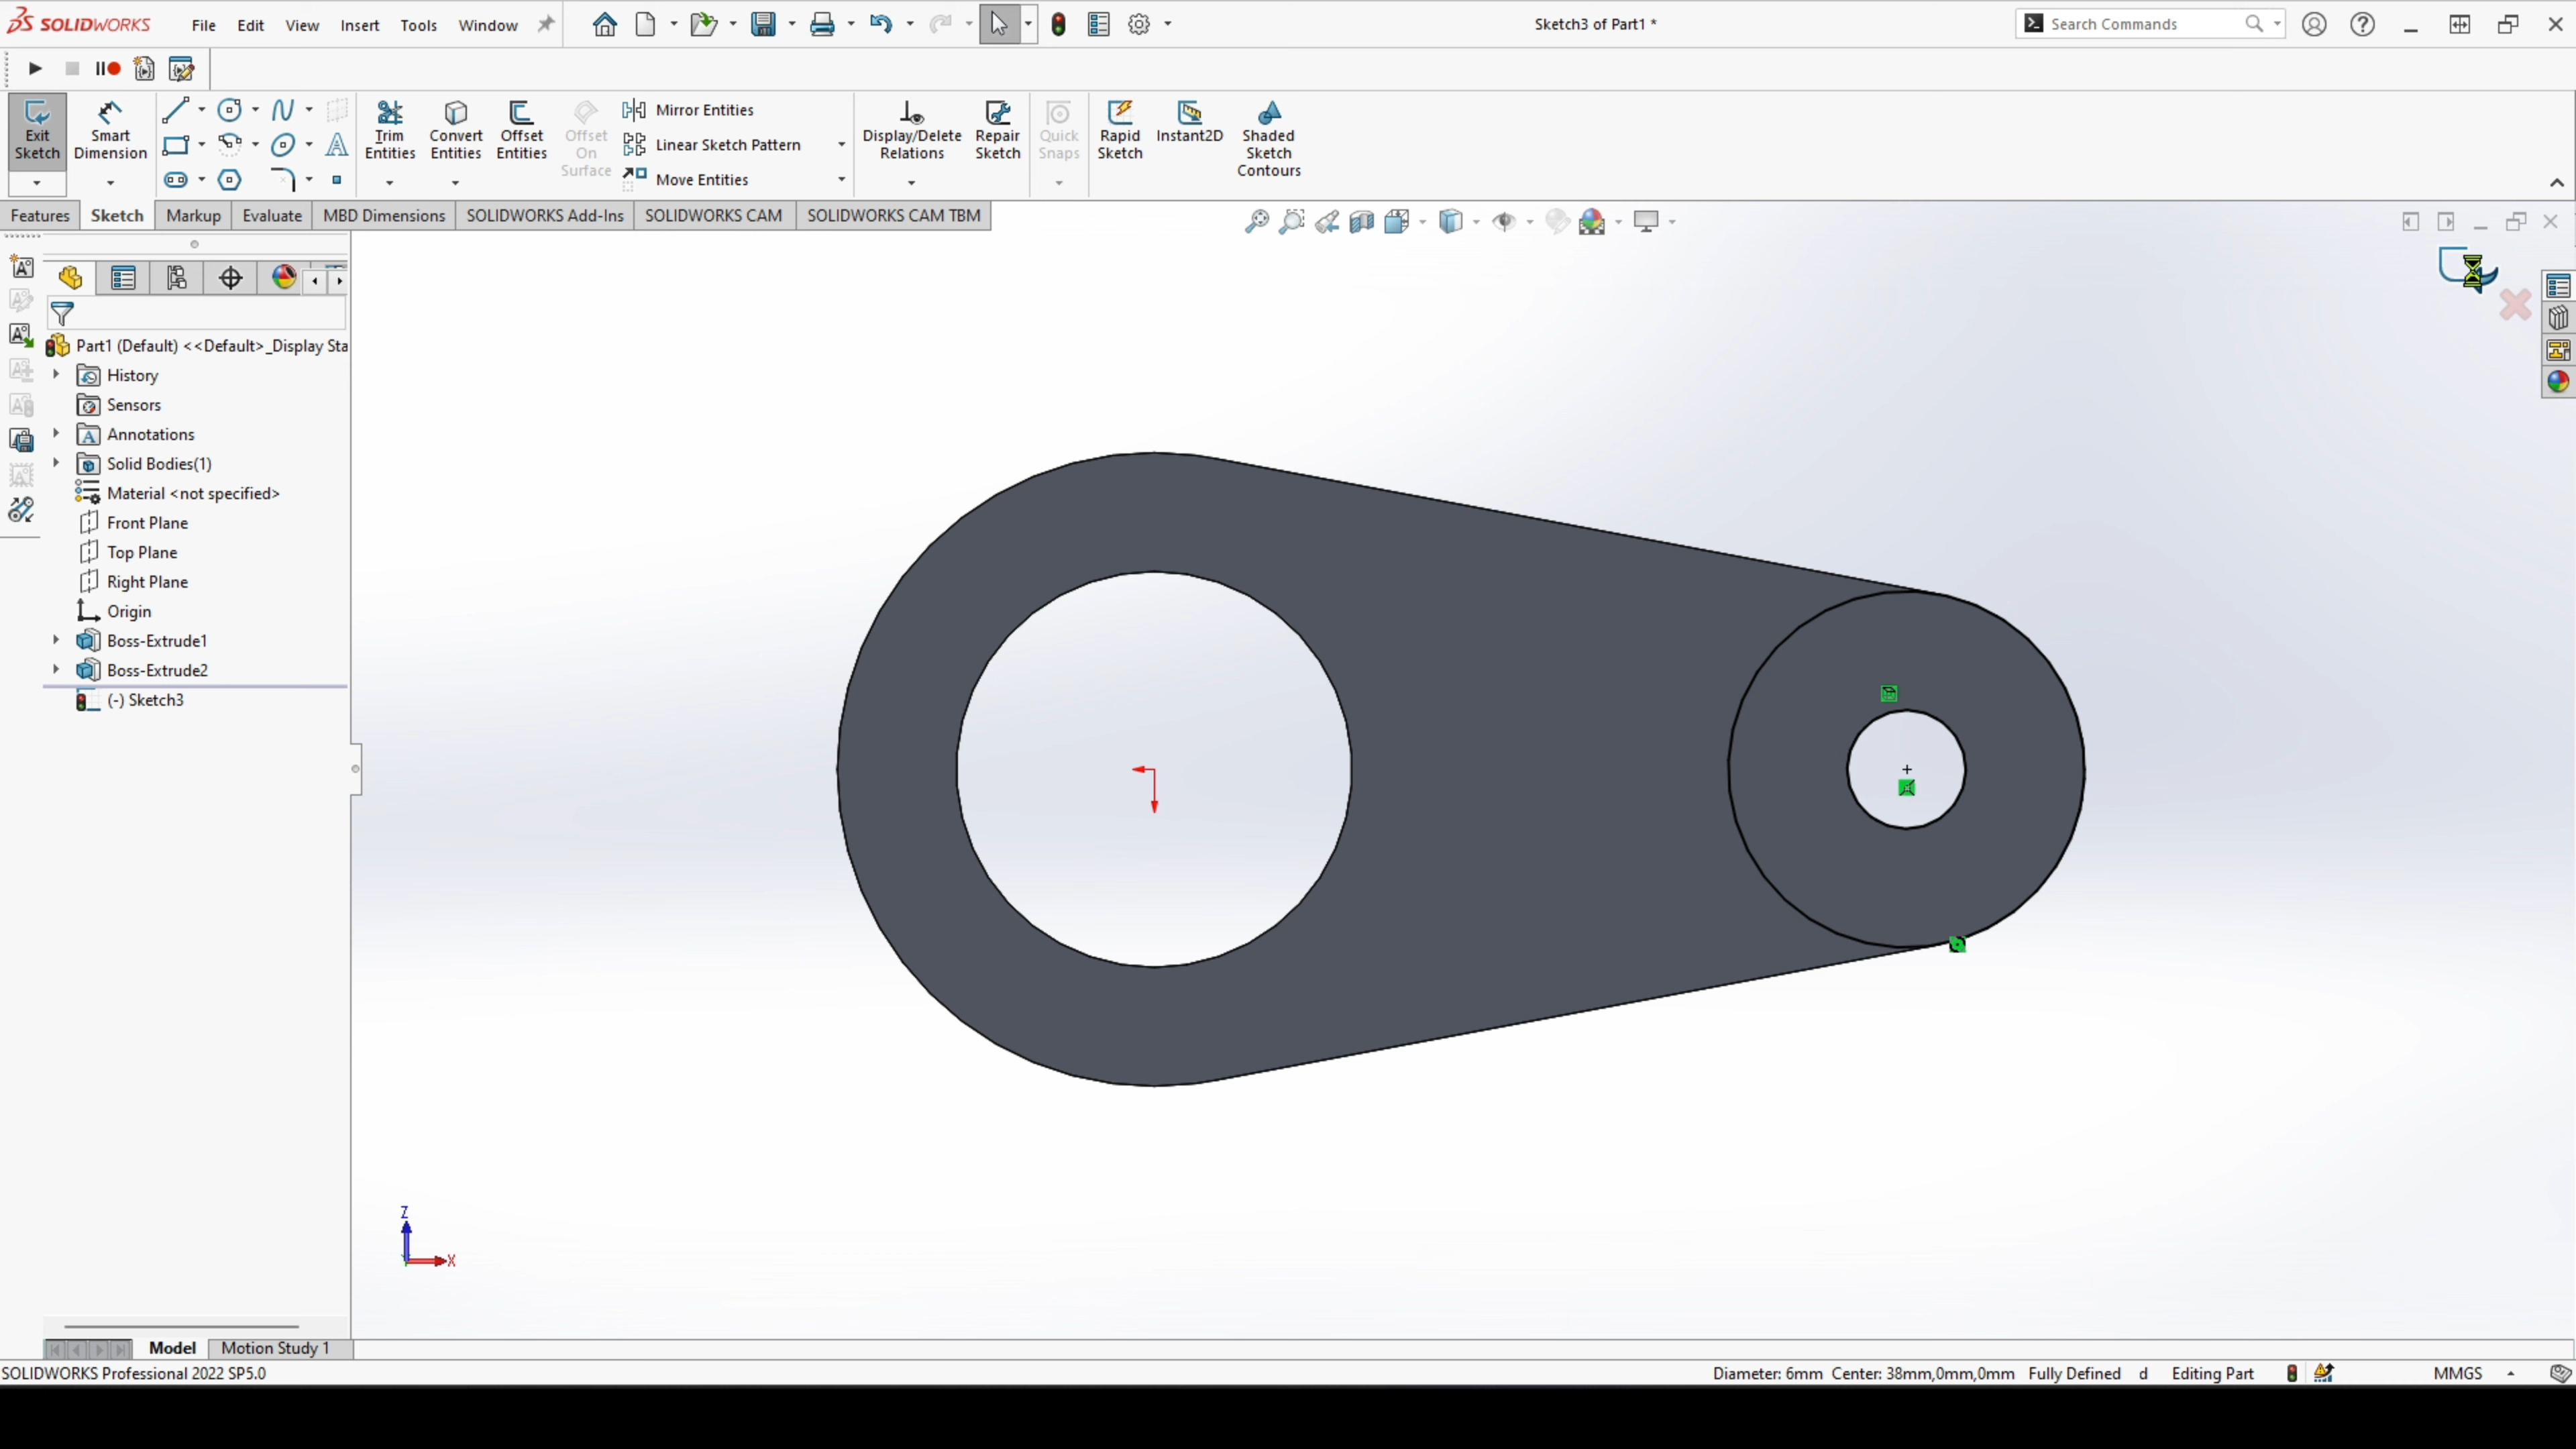 SOLIDWORKS File Edit View Insert Tools Window Sketch3 of Part1 * Search Commands
Exit Sketch
Smart Dimension
Trim Entities
Convert Entities
Offset Entities
Offset On Surface
Mirror Entities
Linear Sketch Pattern
Move Entities
Display/Delete Relations
Repair Sketch
Quick Snaps
Rapid Sketch
Instant2D
Shaded Sketch Contours
Features Sketch Markup Evaluate MBD Dimensions SOLIDWORKS Add-Ins SOLIDWORKS CAM SOLIDWORKS CAM TBM
Part1 (Default) <<Default>_Display Sta
History
Sensors
Annotations
Solid Bodies(1)
Material <not specified>
Front Plane
Top Plane
Right Plane
Origin
Boss-Extrude1
Boss-Extrude2
(-) Sketch3
Z
X
Model Motion Study 1
SOLIDWORKS Professional 2022 SP5.0 Diameter: 6mm Center: 38mm,0mm,0mm Fully Defined d Editing Part MMGS